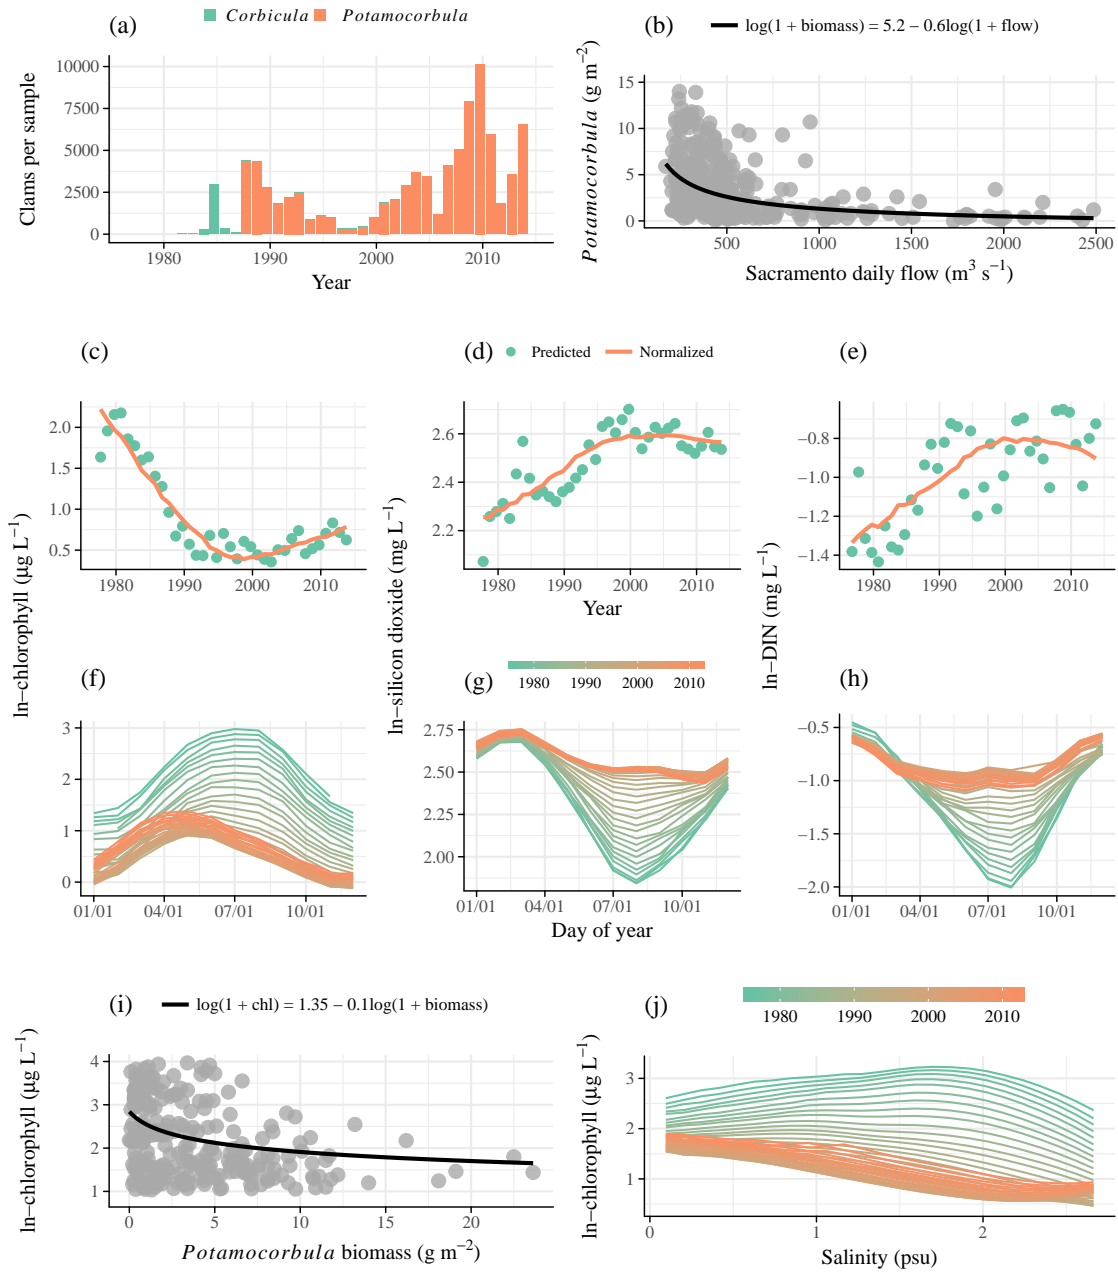 (a) Corbicula Potamocorbula
Clams per sample
10000
7500
5000
2500
0
1980 1990 2000 2010
Year
(b) log(1 + biomass) = 5.2 − 0.6log(1 + flow)
Potamocorbula (g m−2)
15
10
5
0
500 1000 1500 2000 2500
Sacramento daily flow (m3 s−1)
(c)
ln−chlorophyll (μg L−1)
2.0
1.5
1.0
0.5
1980 1990 2000 2010
(d) Predicted Normalized
ln−silicon dioxide (mg L−1)
2.6
2.4
2.2
1980 1990 2000 2010
Year
(e)
ln−DIN (mg L−1)
−0.8
−1.0
−1.2
−1.4
1980 1990 2000 2010
(f)
3
2
1
0
01/01 04/01 07/01 10/01
(g) 1980 1990 2000 2010
2.75
2.50
2.25
2.00
01/01 04/01 07/01 10/01
Day of year
(h)
−0.5
−1.0
−1.5
−2.0
01/01 04/01 07/01 10/01
(i) log(1 + chl) = 1.35 − 0.1log(1 + biomass)
ln−chlorophyll (μg L−1)
4
3
2
1
0 5 10 15 20
Potamocorbula biomass (g m−2)
(j) 1980 1990 2000 2010
ln−chlorophyll (μg L−1)
3
2
1
0 1 2
Salinity (psu)